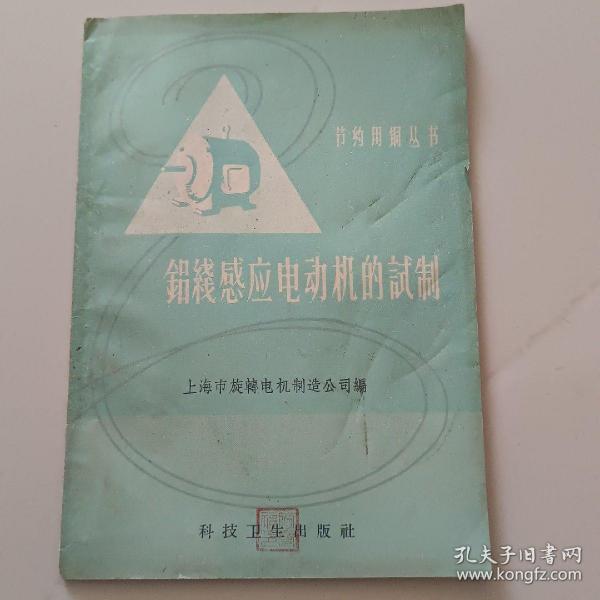 节约用铜丛书
鋁綫感应电动机的試制
上海市旋轉电机制造公司編
科技卫生出版社
孔夫子旧书网
www.kongfz.com